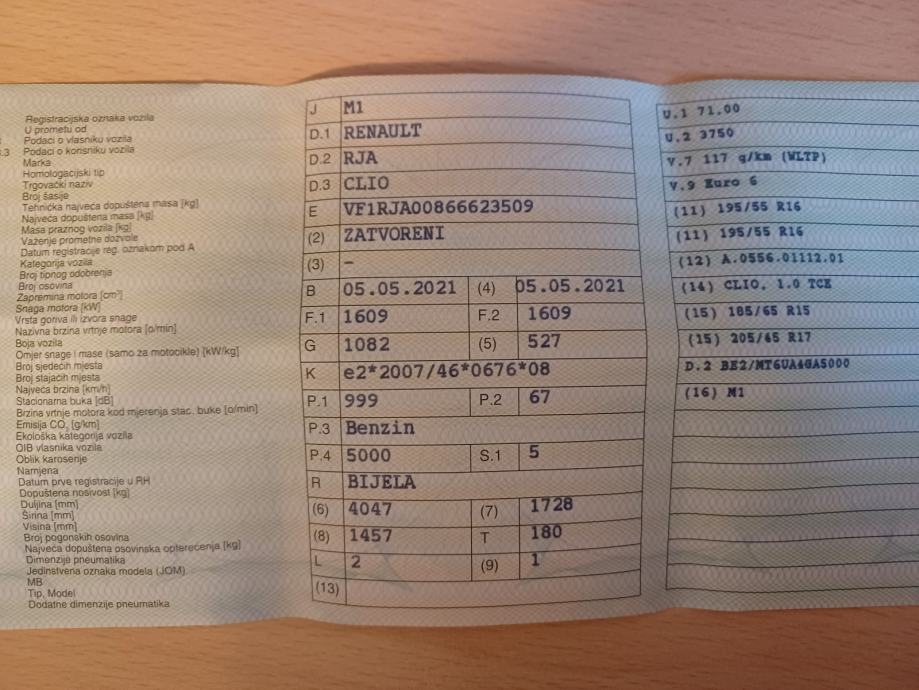 Registracijska oznaka vozila
U prometu od
Podaci o vlasniku vozila
.3 Podaci o korisniku vozila
Marka
Homologacijski tip
Trgovački naziv
Broj šasije
Tehnička najveća dopuštena masa [kg]
Najveća dopuštena masa [kg]
Masa praznog vozila [kg]
Važenje prometne dozvole
Datum registracije reg. oznakom pod A
Kategorija vozila
Broj tipnog odobrenja
Broj osovina
Zapremina motora [cm³]
Snaga motora [kW]
Vrsta goriva ili izvora snage
Nazivna brzina vrtnje motora [o/min]
Boja vozila
Omjer snage i mase (samo za motocikle) [kW/kg]
Broj sjedećih mjesta
Broj stajaćih mjesta
Najveća brzina [km/h]
Stacionarna buka [dB]
Brzina vrtnje motora kod mjerenja stac. buke [o/min]
Emisija CO₂ [g/km]
Ekološka kategorija vozila
OIB vlasnika vozila
Oblik karoserije
Namjena
Datum prve registracije u RH
Dopuštena nosivost [kg]
Duljina [mm]
Širina [mm]
Visina [mm]
Broj pogonskih osovina
Najveća dopuštena osovinska opterećenja [kg]
Dimenzije pneumatika
Jedinstvena oznaka modela (JOM)
MB
Tip, Model
Dodatne dimenzije pneumatika
J M1
D.1 RENAULT
D.2 RJA
D.3 CLIO
E VF1RJA00866623509
(2) ZATVORENI
(3) –
B 05.05.2021 (4) 05.05.2021
F.1 1609 F.2 1609
G 1082 (5) 527
K e2*2007/46*0676*08
P.1 999 P.2 67
P.3 Benzin
P.4 5000 S.1 5
R BIJELA
(6) 4047 (7) 1728
(8) 1457 T 180
L 2 (9) 1
(13)
U.1 71,00
U.2 3750
V.7 117 g/km (WLTP)
V.9 Euro 6
(11) 195/55 R16
(11) 195/55 R16
(12) A.0556.01112.01
(14) CLIO, 1.0 TCE
(15) 185/65 R15
(15) 205/45 R17
D.2 BE2/MT6UA4GA5000
(16) M1